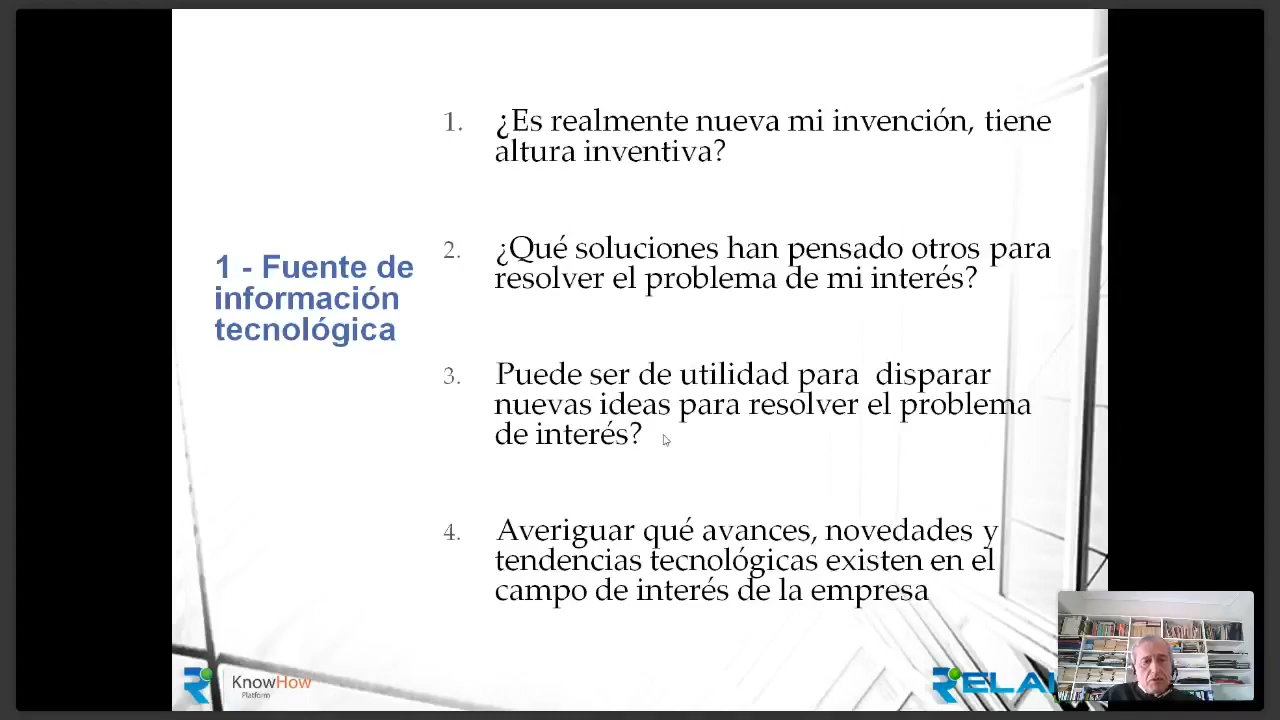 1 - Fuente de
información
tecnológica
1. ¿Es realmente nueva mi invención, tiene
altura inventiva?
2. ¿Qué soluciones han pensado otros para
resolver el problema de mi interés?
3. Puede ser de utilidad para disparar
nuevas ideas para resolver el problema
de interés?
4. Averiguar qué avances, novedades y
tendencias tecnológicas existen en el
campo de interés de la empresa
KnowHow
Platform
RELAI